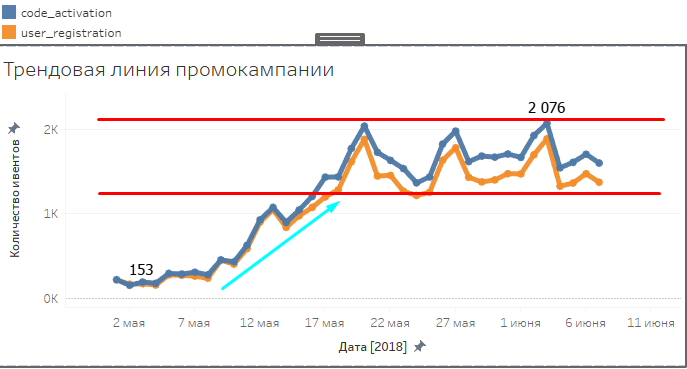 code_activation
user_registration
Трендовая линия промокампании
2 076
2K
Количество ивентов
1K
153
0K
2 мая 7 мая 12 мая 17 мая 22 мая 27 мая 1 июня 6 июня 11 июня
Дата [2018]